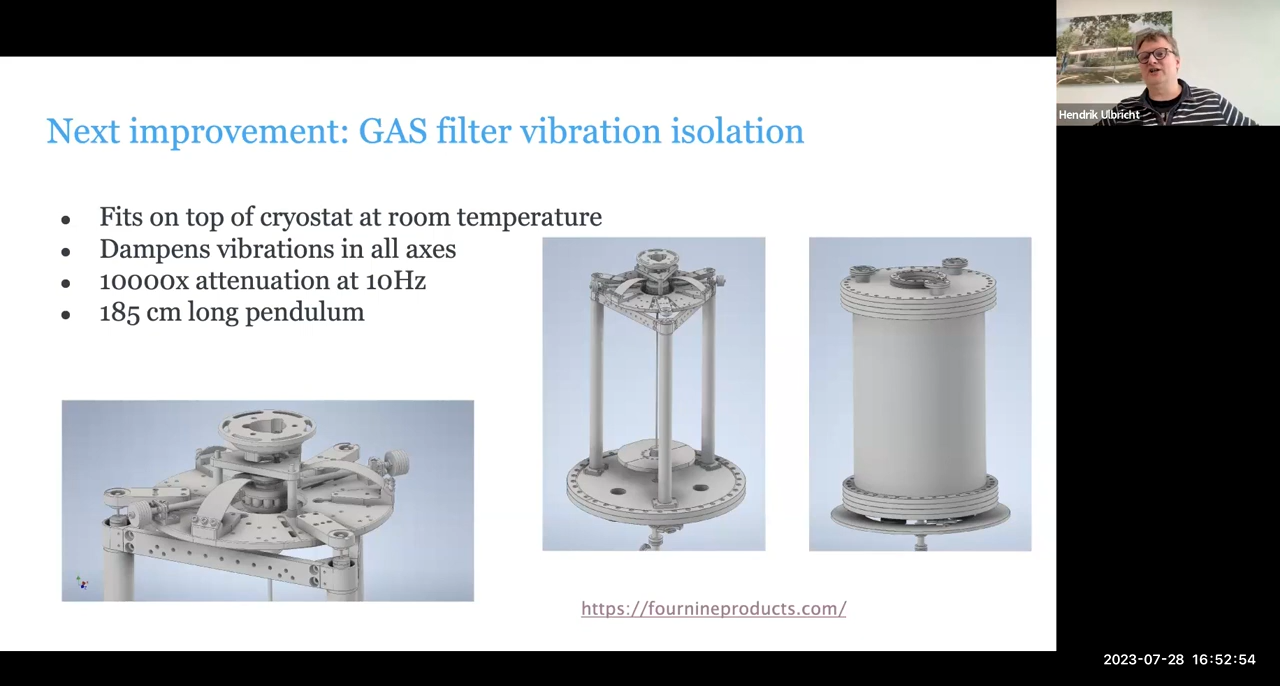 Next improvement: GAS filter vibration isolation
Hendrik Ulbricht
● Fits on top of cryostat at room temperature
● Dampens vibrations in all axes
● 10000x attenuation at 10Hz
● 185 cm long pendulum
https://fournineproducts.com/
2023-07-28 16:52:54